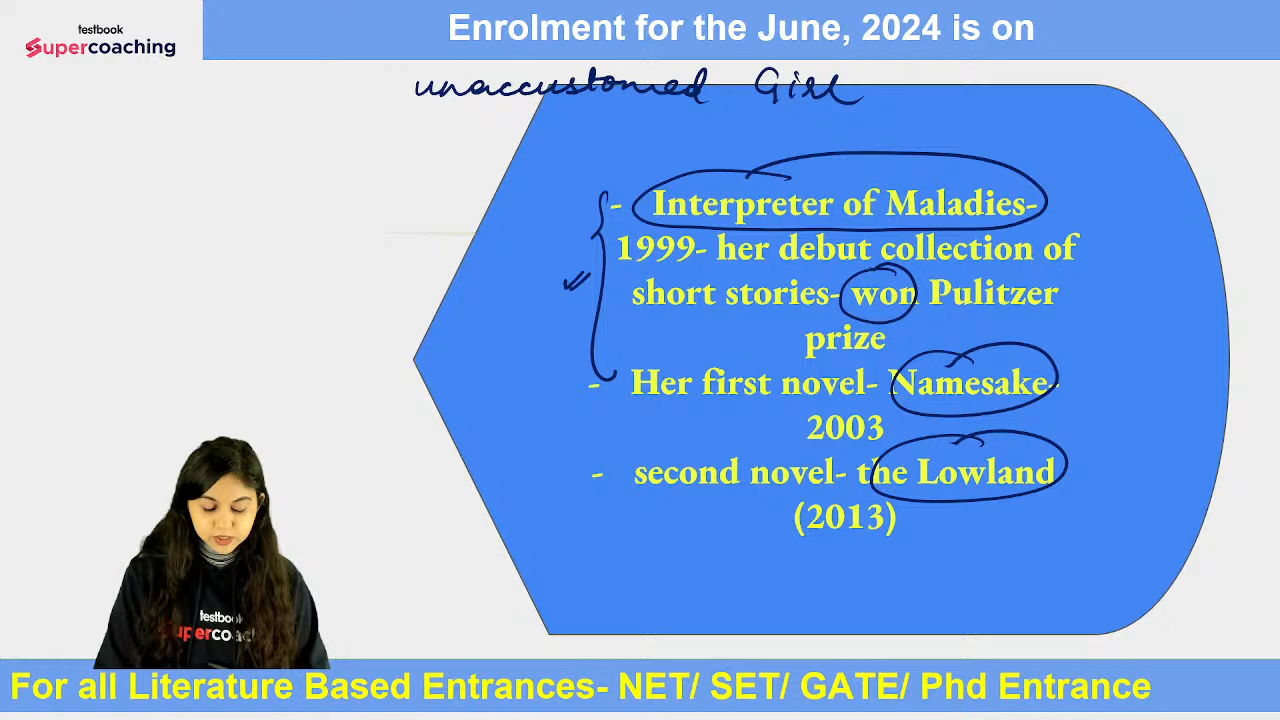 testbook
Supercoaching
Enrolment for the June, 2024 is on
unaccustomed Girl
- Interpreter of Maladies-
1999- her debut collection of
short stories- won Pulitzer
prize
- Her first novel- Namesake-
2003
- second novel- the Lowland
(2013)
testbook
Supercoac
For all Literature Based Entrances- NET/ SET/ GATE/ Phd Entrance